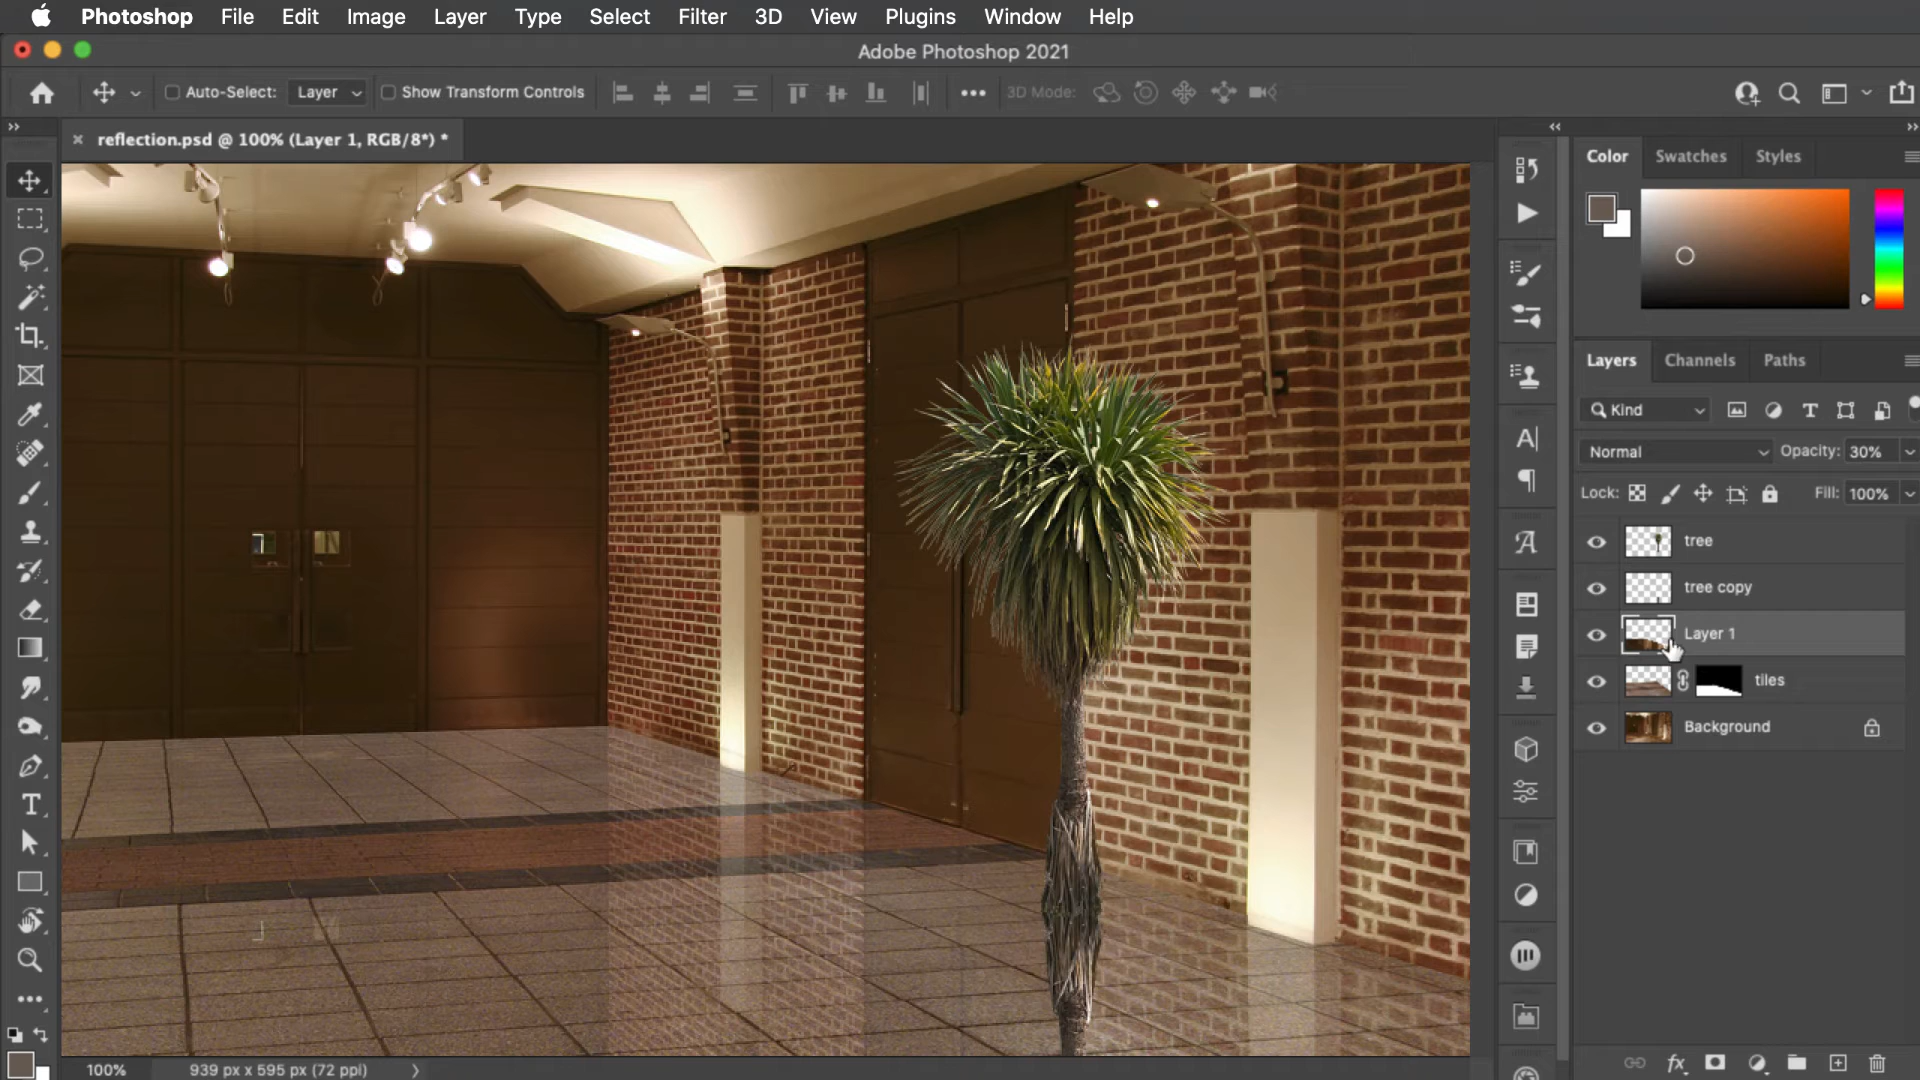 Photoshop File Edit Image Layer Type Select Filter 3D View Plugins Window Help
Adobe Photoshop 2021
Auto-Select: Layer Show Transform Controls 3D Mode:
reflection.psd @ 100% (Layer 1, RGB/8*) *
Color Swatches Styles
Layers Channels Paths
Kind
Normal Opacity: 30%
Lock: Fill: 100%
tree
tree copy
Layer 1
tiles
Background
100% 939 px x 595 px (72 ppi)